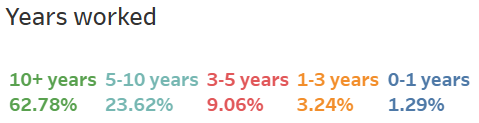 Years worked
10+ years 5-10 years 3-5 years 1-3 years 0-1 years
62.78% 23.62% 9.06% 3.24% 1.29%